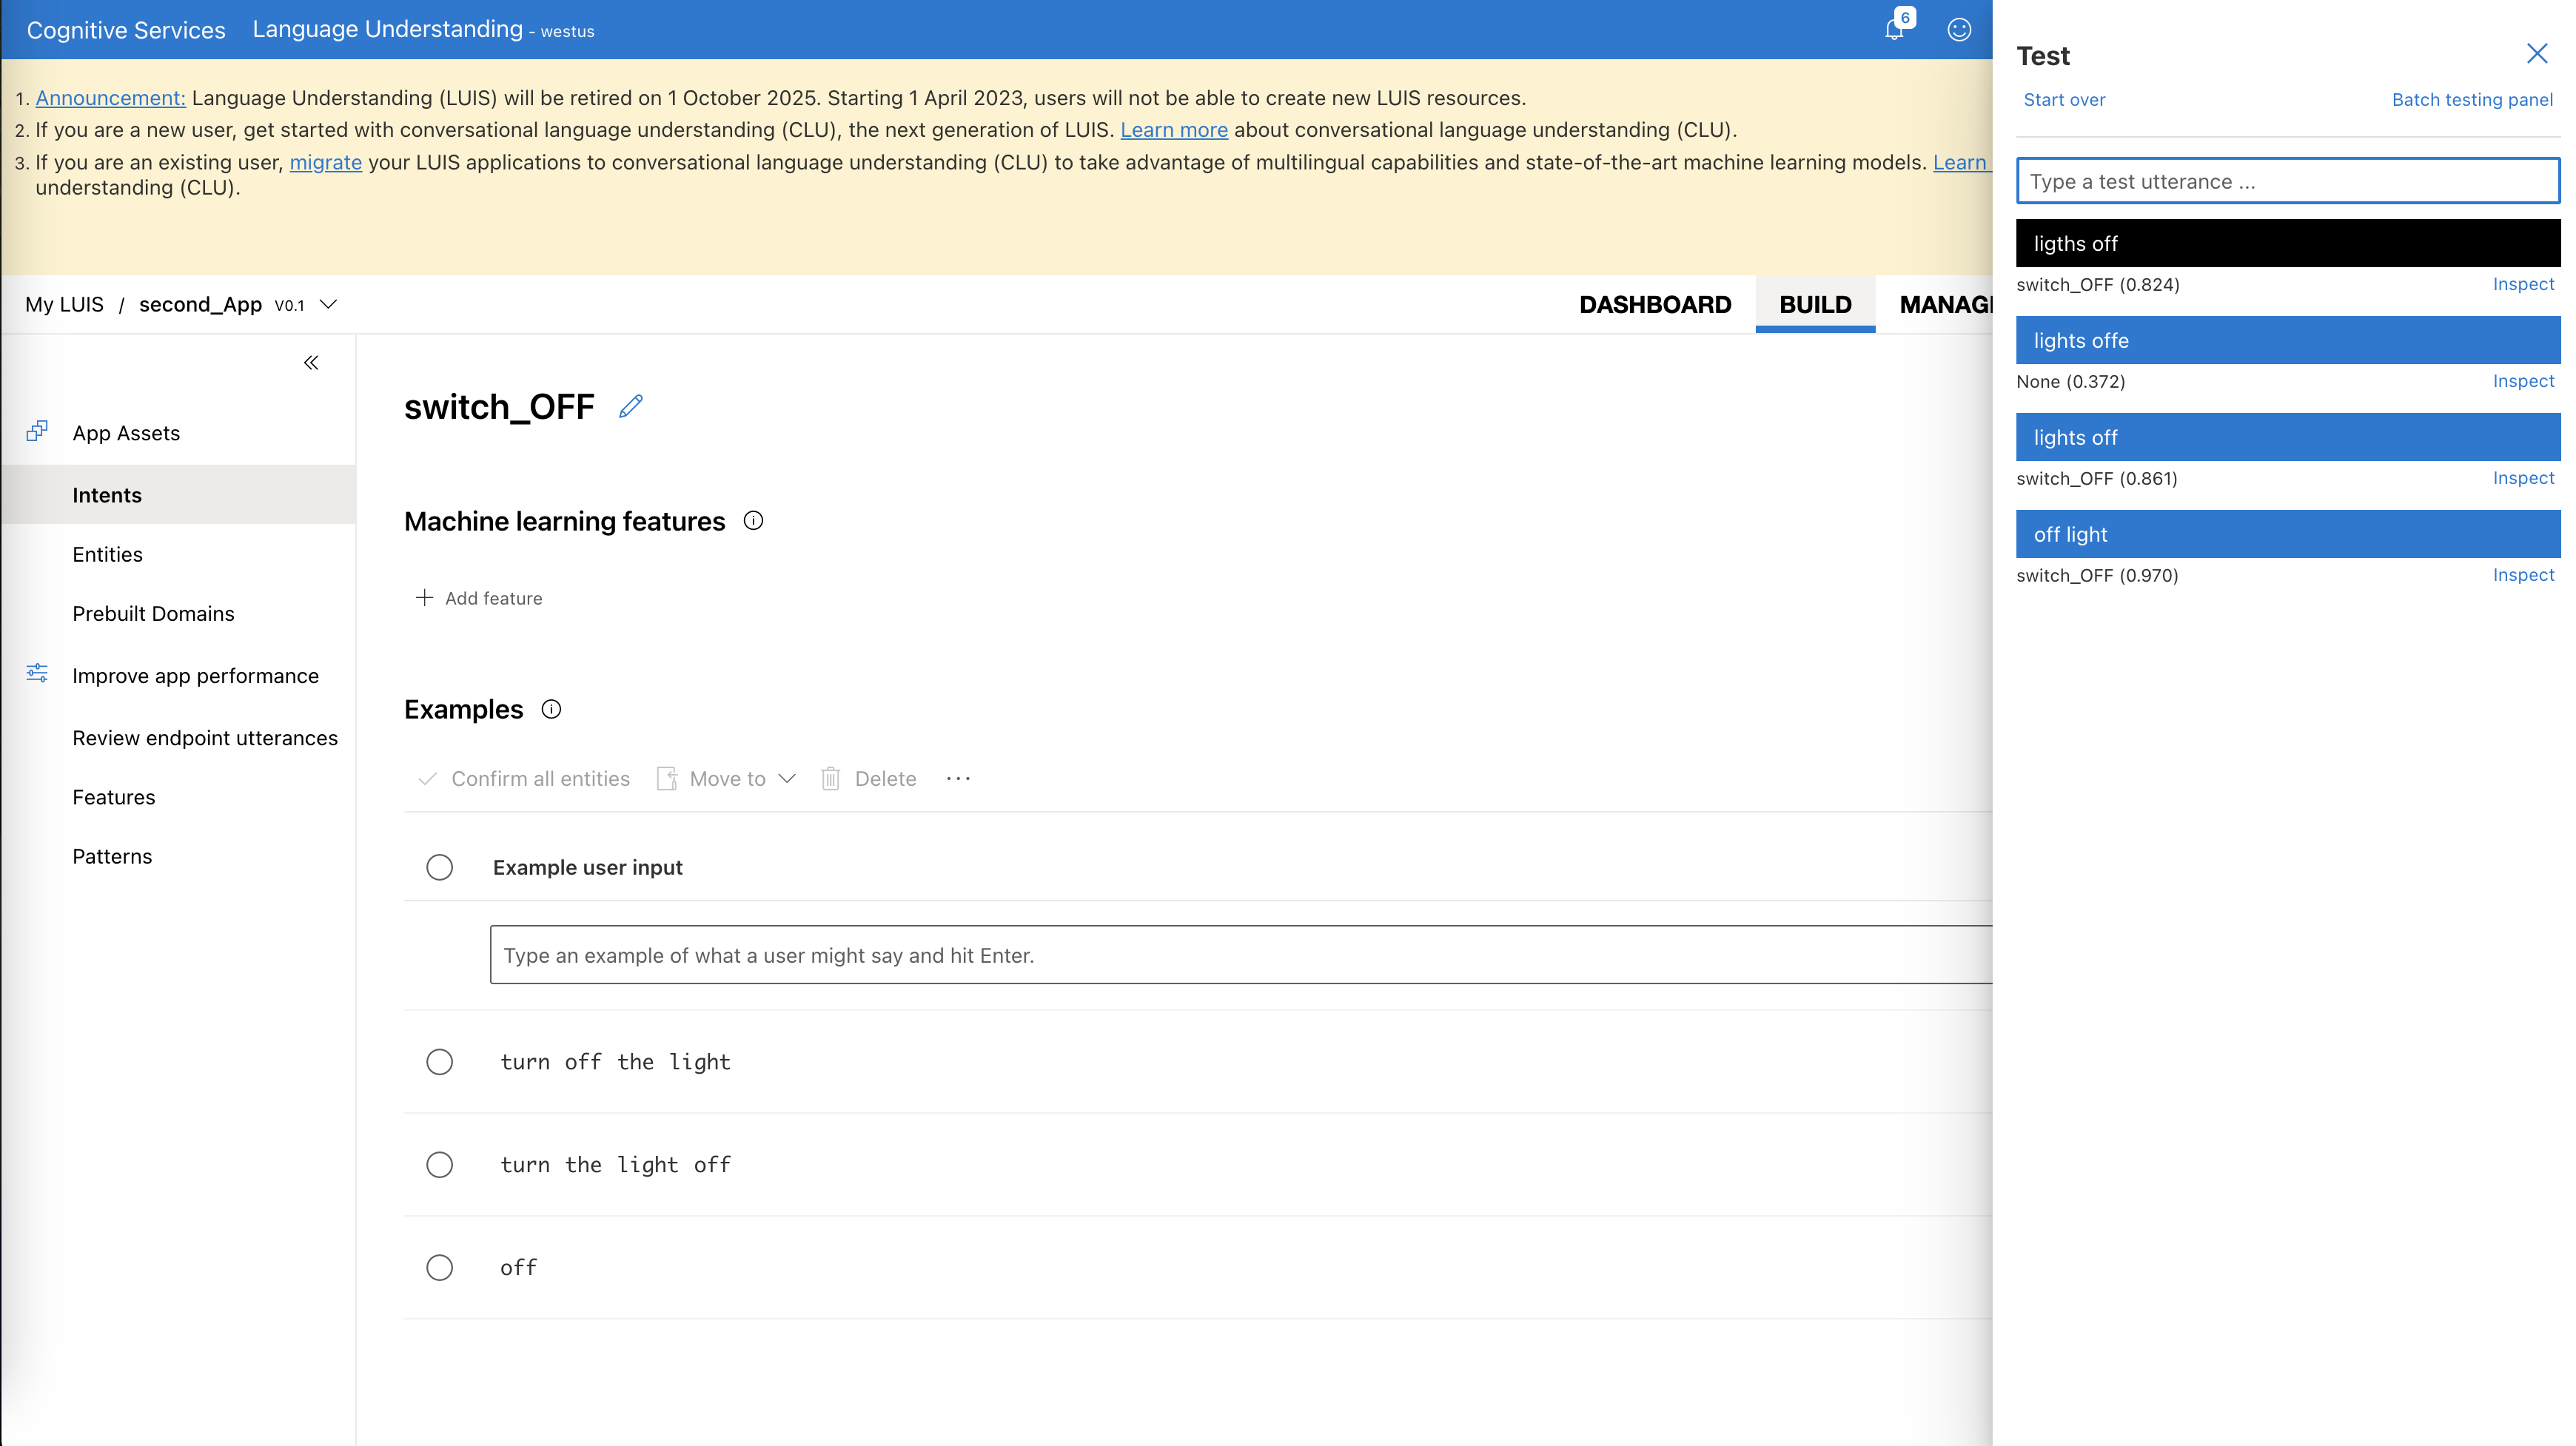 Cognitive Services Language Understanding - westus 6
1. Announcement: Language Understanding (LUIS) will be retired on 1 October 2025. Starting 1 April 2023, users will not be able to create new LUIS resources.
2. If you are a new user, get started with conversational language understanding (CLU), the next generation of LUIS. Learn more about conversational language understanding (CLU).
3. If you are an existing user, migrate your LUIS applications to conversational language understanding (CLU) to take advantage of multilingual capabilities and state-of-the-art machine learning models. Learn
understanding (CLU).
My LUIS / second_App V0.1
DASHBOARD BUILD MANAG
App Assets
Intents
Entities
Prebuilt Domains
Improve app performance
Review endpoint utterances
Features
Patterns
switch_OFF
Machine learning features
Add feature
Examples
Confirm all entities Move to Delete ...
Example user input
Type an example of what a user might say and hit Enter.
turn off the light
turn the light off
off
Test
Start over Batch testing panel
Type a test utterance ...
ligths off
switch_OFF (0.824) Inspect
lights offe
None (0.372) Inspect
lights off
switch_OFF (0.861) Inspect
off light
switch_OFF (0.970) Inspect